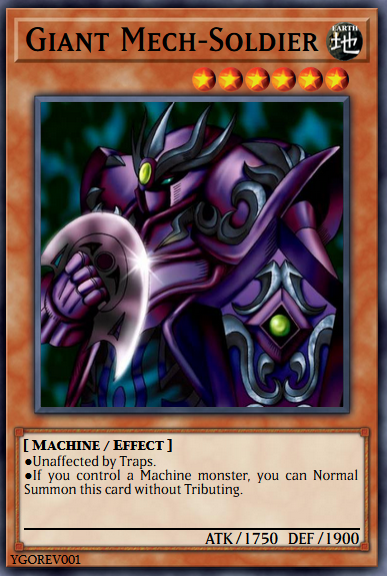 GIANT MECH-SOLDIER
EARTH
地
[ MACHINE / EFFECT ]
●Unaffected by Traps.
●If you control a Machine monster, you can Normal
Summon this card without Tributing.
ATK / 1750 DEF / 1900
YGOREV001